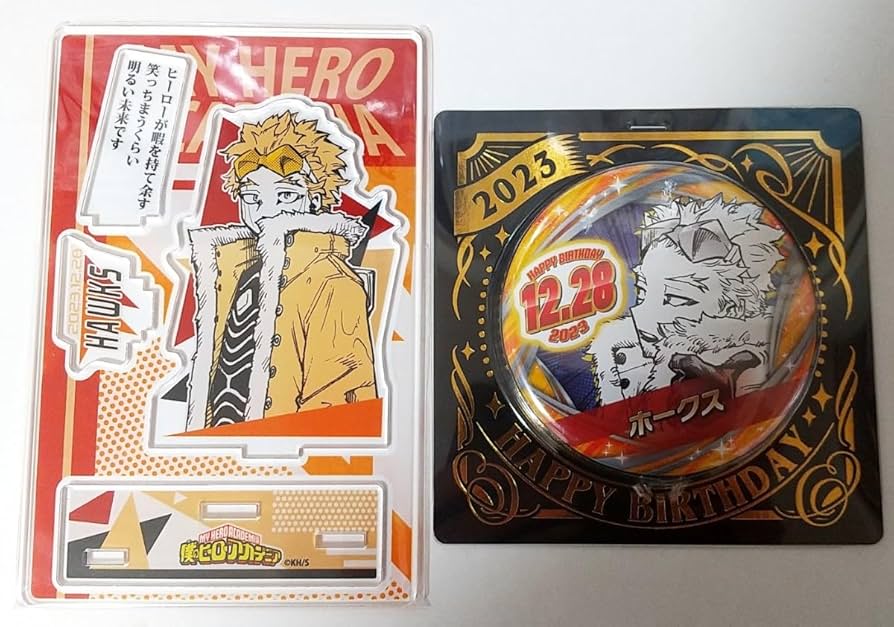 MY HERO
ACADEMIA
ヒーローが暇を持て余す
笑っちまうくらい
明るい未来です
HAWKS
2023.12.28
MY HERO ACADEMIA
僕のヒーローアカデミア
©KH/S
2023
HAPPY BIRTHDAY
12.28
2023
ホークス
HAPPY BIRTHDAY